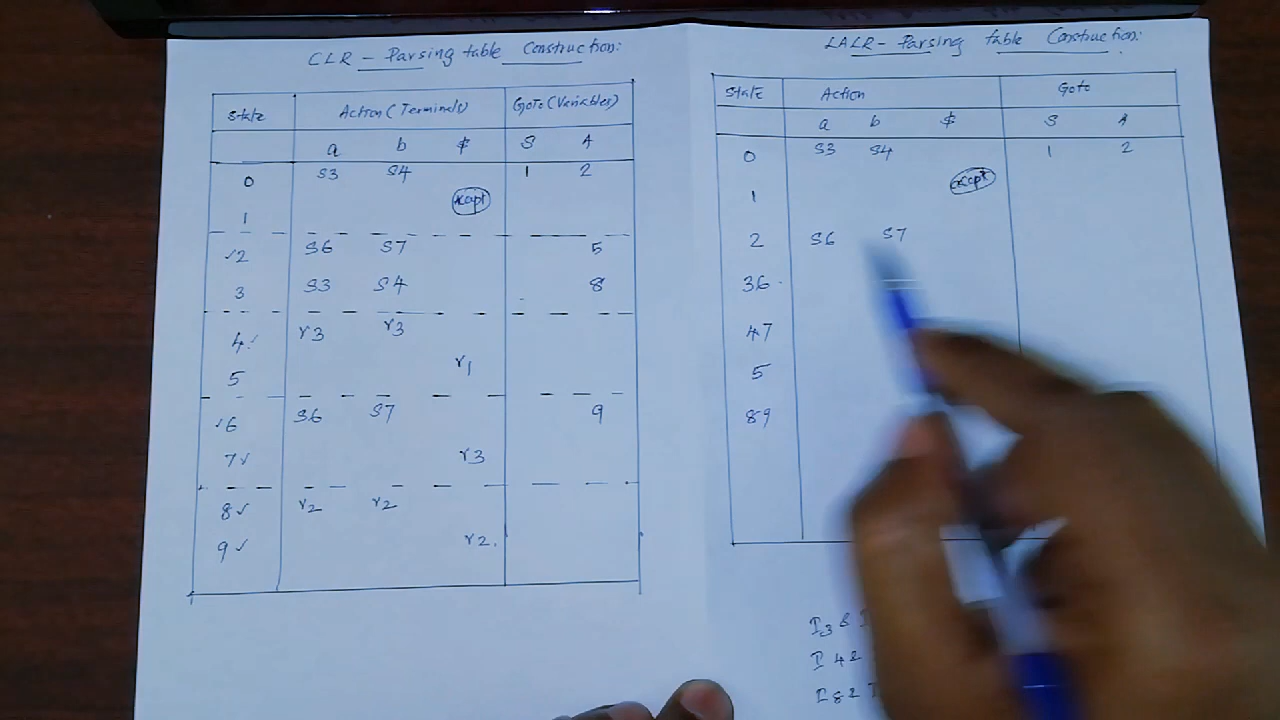 CLR - Parsing table Construction:
State Action (Terminals) Goto (Variables)
a b $ S A
0 S3 S4 1 2
1
2 S6 S7 5
3 S3 S4 8
4 r3 r3
5 r1
6 S6 S7 9
7 r3
8 r2 r2
9 r2.
LALR - Parsing table Construction:
State Action Goto
a b $ S A
0 S3 S4 1 2
1
2 S6 S7
36
47
5
89
I3 &
I4 &
I8 &